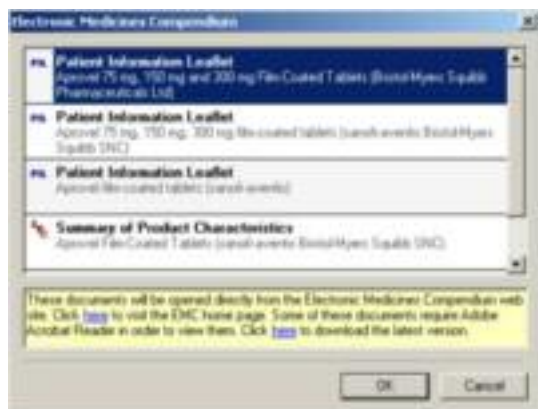 Electronic Medicines Compendium
PIL Patient Information Leaflet
Aprovel 75 mg, 150 mg and 300 mg Film-Coated Tablets (Bristol-Myers Squibb
Pharmaceuticals Ltd)
PIL Patient Information Leaflet
Aprovel 75 mg, 150 mg, 300 mg film-coated tablets (sanofi-aventis Bristol-Myers
Squibb SNC)
PIL Patient Information Leaflet
Aprovel film-coated tablets (sanofi-aventis)
Summary of Product Characteristics
Aprovel Film-Coated Tablets (sanofi-aventis Bristol-Myers Squibb SNC)
These documents will be opened directly from the Electronic Medicines Compendium web
site. Click here to visit the EMC home page. Some of these documents require Adobe
Acrobat Reader in order to view them. Click here to download the latest version.
OK Cancel